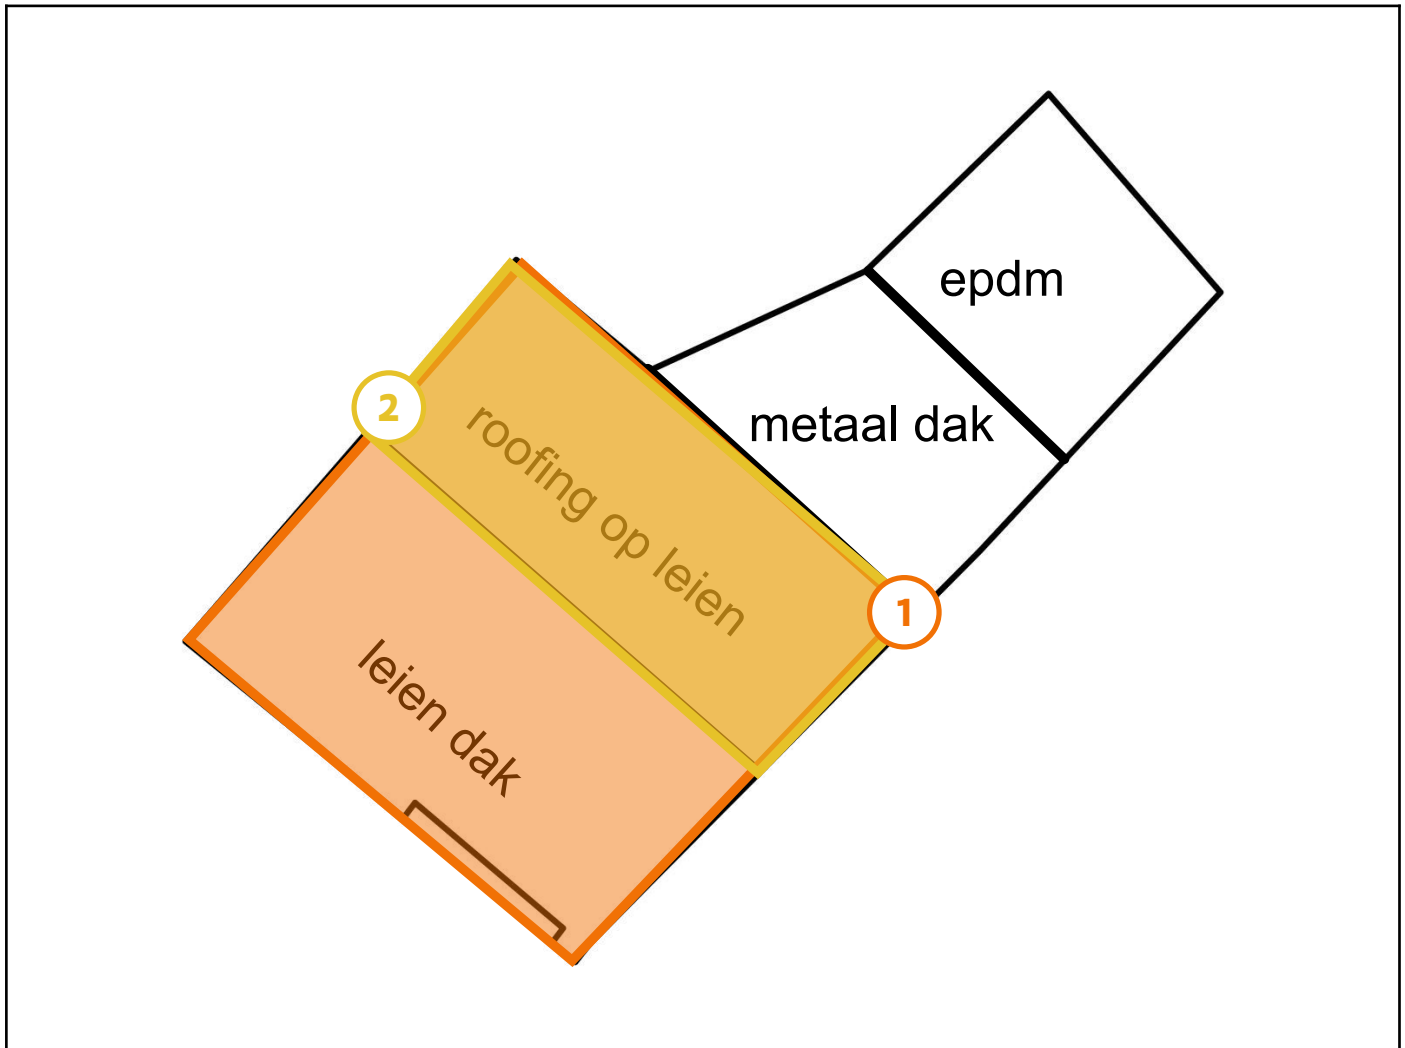 epdm
metaal dak
2
roofing op leien
1
leien dak